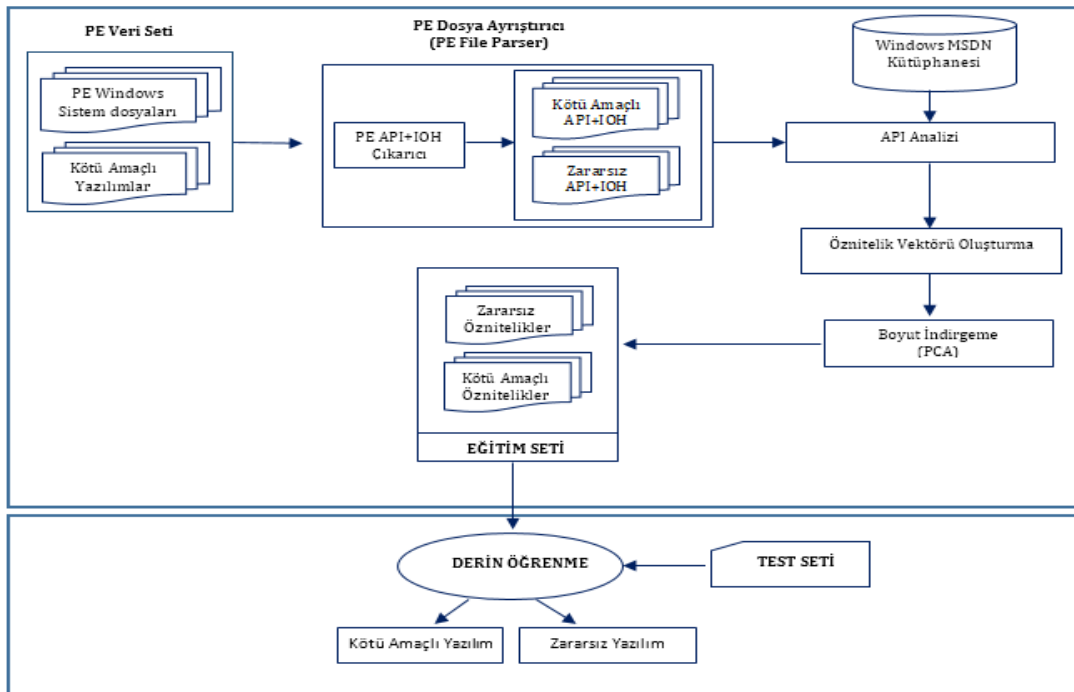 PE Veri Seti
PE Windows
Sistem dosyaları
Kötü Amaçlı
Yazılımlar
PE Dosya Ayrıştırıcı
(PE File Parser)
PE API+IOH
Çıkarıcı
Kötü Amaçlı
API+IOH
Zararsız
API+IOH
Windows MSDN
Kütüphanesi
API Analizi
Öznitelik Vektörü Oluşturma
Boyut İndirgeme
(PCA)
Zararsız
Öznitelikler
Kötü Amaçlı
Öznitelikler
EĞİTİM SETİ
DERİN ÖĞRENME
TEST SETİ
Kötü Amaçlı Yazılım
Zararsız Yazılım